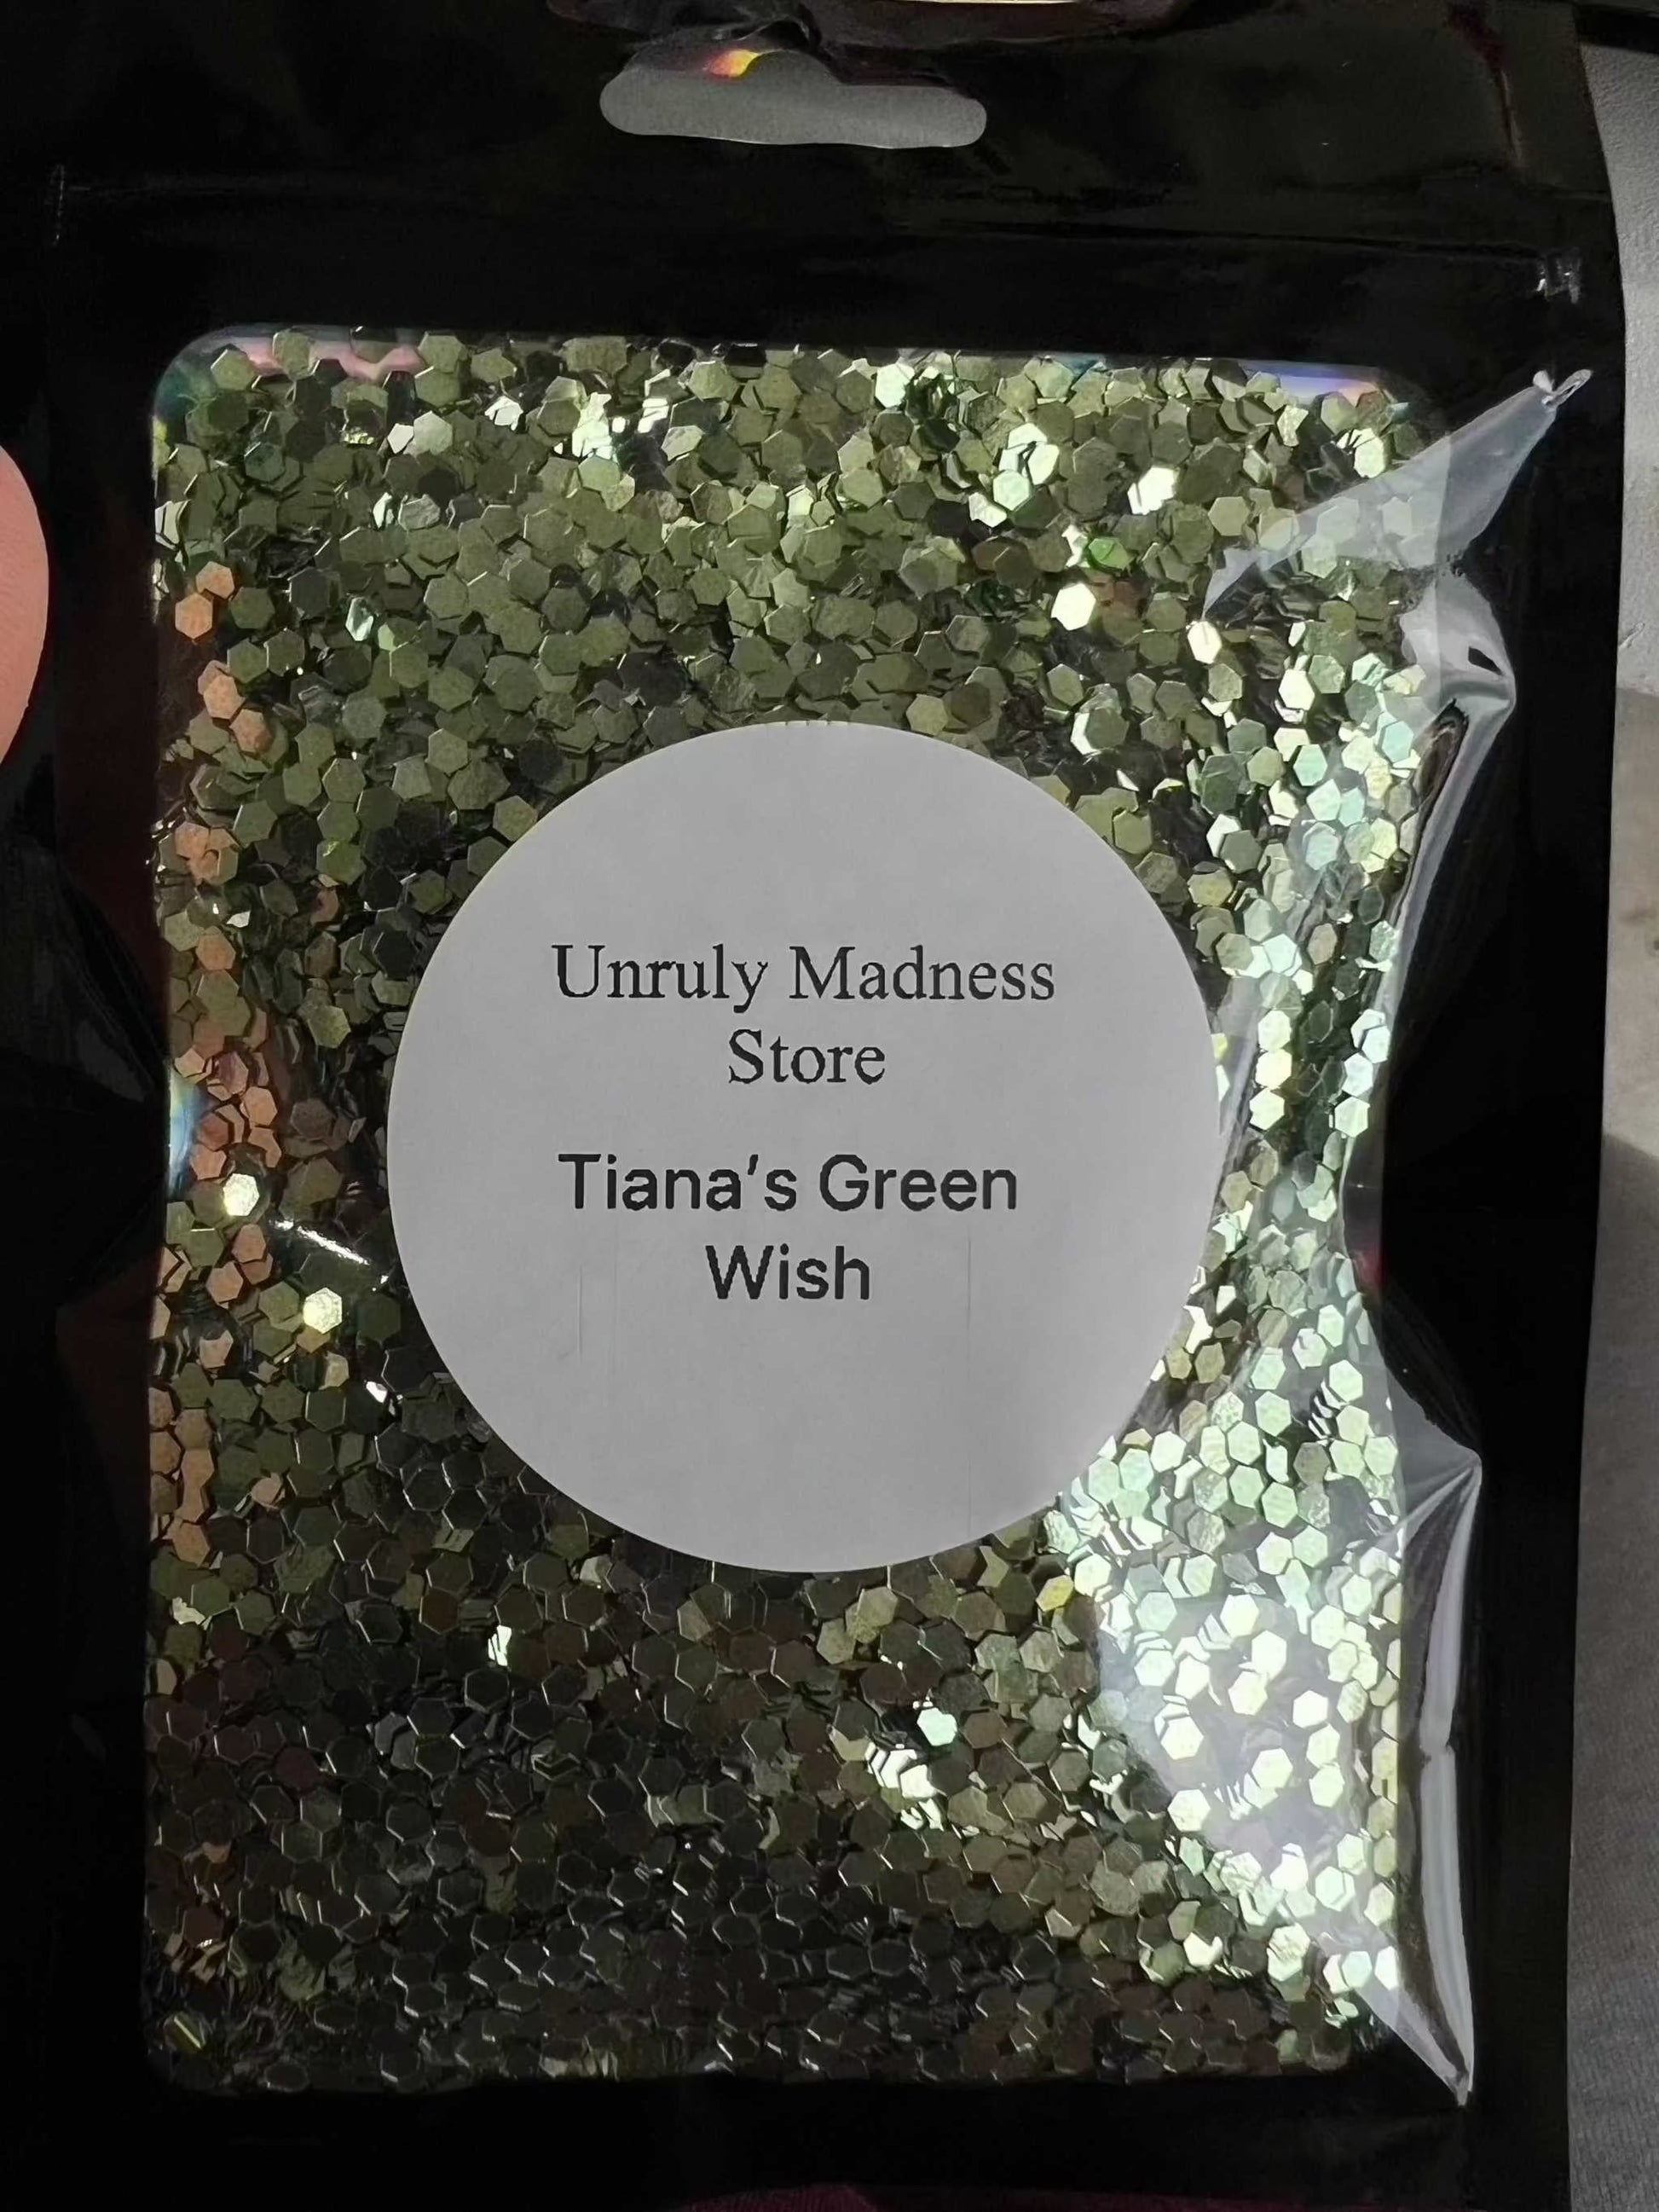 Unruly Madness
Store
Tiana's Green
Wish